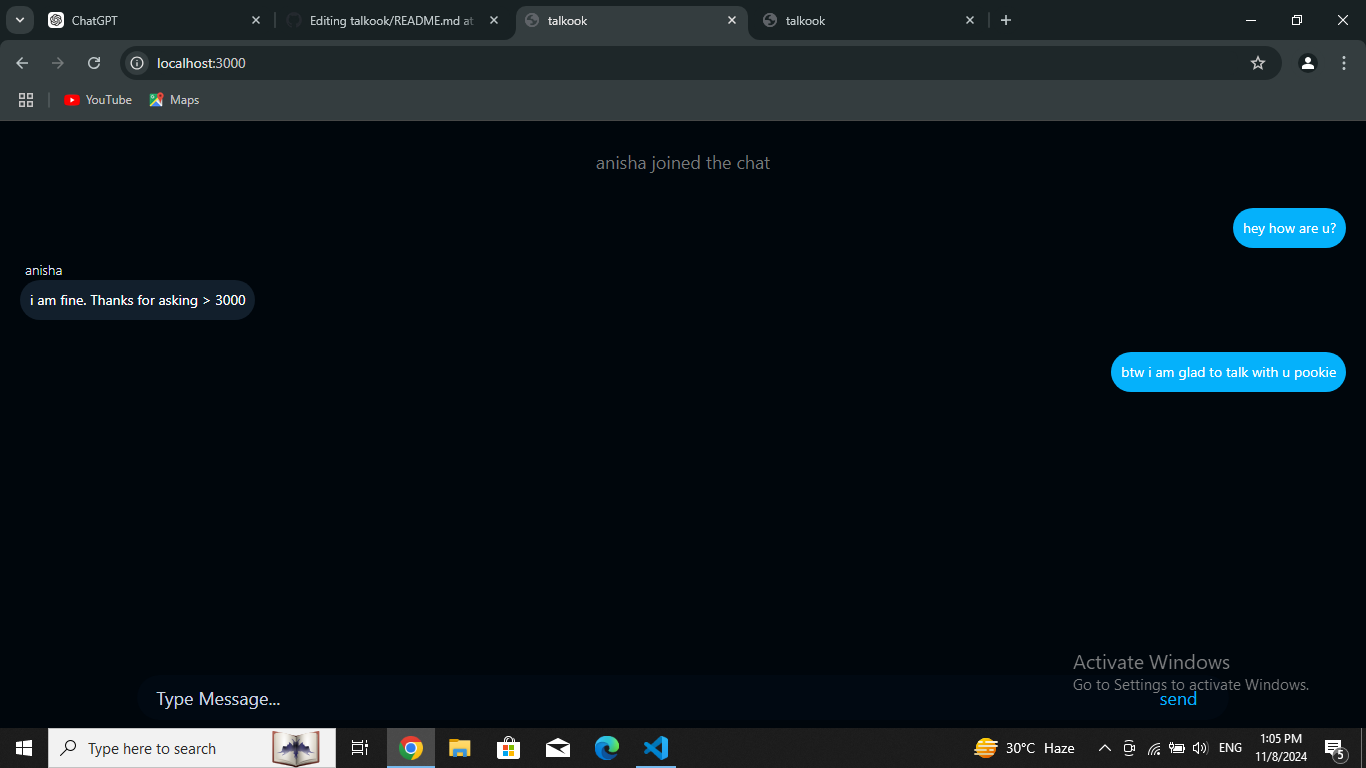 ChatGPT
Editing talkook/README.md at
talkook
talkook
localhost:3000
YouTube
Maps
anisha joined the chat
hey how are u?
anisha
i am fine. Thanks for asking > 3000
btw i am glad to talk with u pookie
Activate Windows
Go to Settings to activate Windows.
Type Message...
send
Type here to search
30°C Haze
ENG
1:05 PM
11/8/2024
5